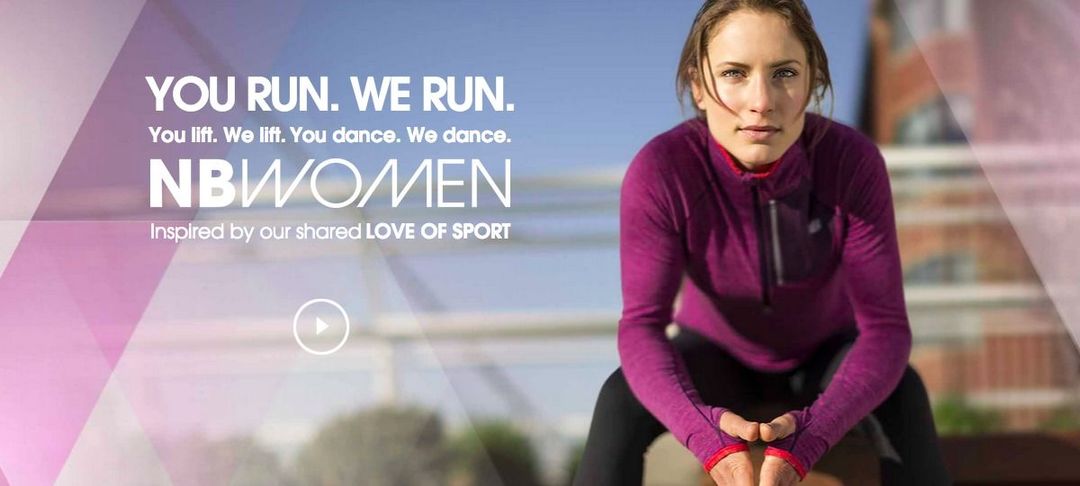 YOU RUN. WE RUN.
You lift. We lift. You dance. We dance.
NBWOMEN
Inspired by our shared LOVE OF SPORT